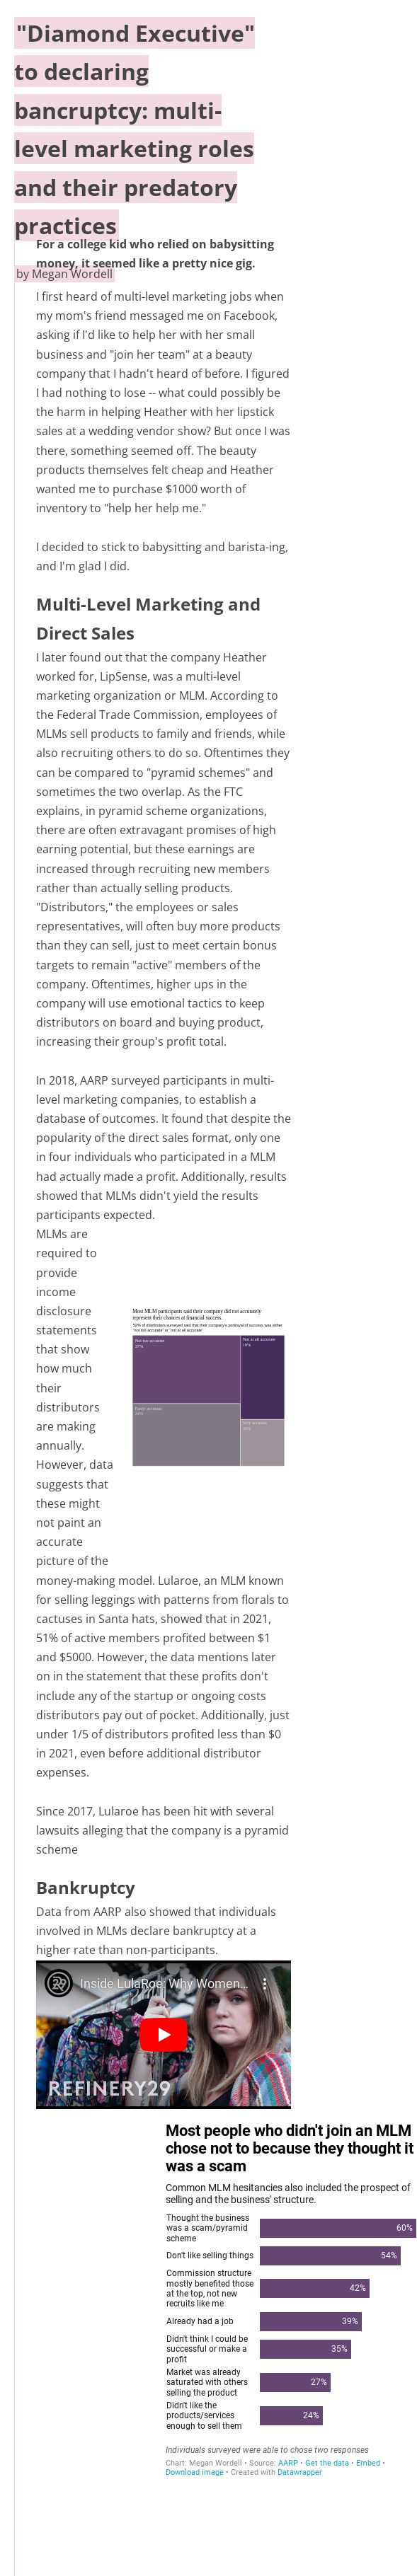 "Diamond Executive"
to declaring
bancruptcy: multi-
level marketing roles
and their predatory
practices
For a college kid who relied on babysitting
money, it seemed like a pretty nice gig.
by Megan Wordell
I first heard of multi-level marketing jobs when
my mom's friend messaged me on Facebook,
asking if I'd like to help her with her small
business and "join her team" at a beauty
company that I hadn't heard of before. I figured
I had nothing to lose -- what could possibly be
the harm in helping Heather with her lipstick
sales at a wedding vendor show? But once I was
there, something seemed off. The beauty
products themselves felt cheap and Heather
wanted me to purchase $1000 worth of
inventory to "help her help me."
I decided to stick to babysitting and barista-ing,
and I'm glad I did.
Multi-Level Marketing and
Direct Sales
I later found out that the company Heather
worked for, LipSense, was a multi-level
marketing organization or MLM. According to
the Federal Trade Commission, employees of
MLMs sell products to family and friends, while
also recruiting others to do so. Oftentimes they
can be compared to "pyramid schemes" and
sometimes the two overlap. As the FTC
explains, in pyramid scheme organizations,
there are often extravagant promises of high
earning potential, but these earnings are
increased through recruiting new members
rather than actually selling products.
"Distributors," the employees or sales
representatives, will often buy more products
than they can sell, just to meet certain bonus
targets to remain "active" members of the
company. Oftentimes, higher ups in the
company will use emotional tactics to keep
distributors on board and buying product,
increasing their group's profit total.
In 2018, AARP surveyed participants in multi-
level marketing companies, to establish a
database of outcomes. It found that despite the
popularity of the direct sales format, only one
in four individuals who participated in a MLM
had actually made a profit. Additionally, results
showed that MLMs didn't yield the results
participants expected.
MLMs are
required to
provide
income
disclosure
statements
that show
how much
their
distributors
are making
annually.
However, data
suggests that
these might
not paint an
accurate
picture of the
Most MLM participants said their company did not accurately
represent their chances at financial success.
52% of distributors surveyed said that their company's portrayal of success was either
"not too accurate" or "not at all accurate"
Not too accurate
Not at all accurate
Fairly accurate
Very accurate
money-making model. Lularoe, an MLM known
for selling leggings with patterns from florals to
cactuses in Santa hats, showed that in 2021,
51% of active members profited between $1
and $5000. However, the data mentions later
on in the statement that these profits don't
include any of the startup or ongoing costs
distributors pay out of pocket. Additionally, just
under 1/5 of distributors profited less than $0
in 2021, even before additional distributor
expenses.
Since 2017, Lularoe has been hit with several
lawsuits alleging that the company is a pyramid
scheme
Bankruptcy
Data from AARP also showed that individuals
involved in MLMs declare bankruptcy at a
higher rate than non-participants.
Inside LulaRoe: Why Women...
REFINERY29
Most people who didn't join an MLM
chose not to because they thought it
was a scam
Common MLM hesitancies also included the prospect of
selling and the business' structure.
Thought the business
was a scam/pyramid
scheme
60%
Don't like selling things
54%
Commission structure
mostly benefited those
at the top, not new
recruits like me
42%
Already had a job
39%
Didn't think I could be
successful or make a
profit
35%
Market was already
saturated with others
selling the product
27%
Didn't like the
products/services
enough to sell them
24%
Individuals surveyed were able to chose two responses
Chart: Megan Wordell • Source: AARP • Get the data • Embed •
Download image • Created with Datawrapper